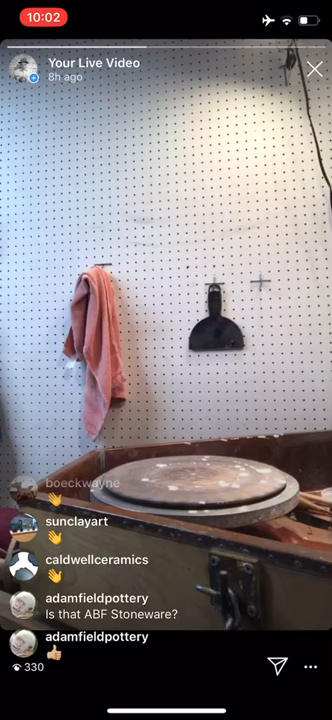 10:02
Your Live Video
8h ago
boeckwayne
👋
sunclayart
👋
caldwellceramics
👋
adamfieldpottery
Is that ABF Stoneware?
adamfieldpottery
👍🏼
330